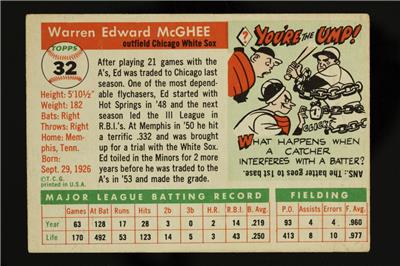 Warren Edward McGHEE
outfield Chicago White Sox
TOPPS
32
Height: 5'10½"
Weight: 182
Bats: Right
Throws: Right
Home: Mem-
phis, Tenn.
Born:
Sept. 29, 1926
©T.C.G.
printed in U.S.A.
After playing 21 games with the
A's, Ed was traded to Chicago last
season. One of the most depend-
able flychasers, Ed started with
Hot Springs in '48 and the next
season led the III League in
R.B.I.'s. At Memphis in '50 he hit
a terrific .332 and was brought
up for a trial with the White Sox.
Ed toiled in the Minors for 2 more
years before he was traded to the
A's in '53 and made the grade.
?
YOU'RE THE UMP!
CLICK
WHAT HAPPENS WHEN
A CATCHER
INTERFERES WITH A BATTER?
ANS.: The batter goes to 1st base.
MAJOR LEAGUE BATTING RECORD
FIELDING
Games At Bat Runs Hits 2b 3b H.R. R.B.I. B. Avg. P.O. Assists Err. F. Avg.
Year 63 128 17 28 3 0 2 14 .219 93 4 4 .960
Life 170 492 53 123 14 5 3 43 .250 413 8 10 .977